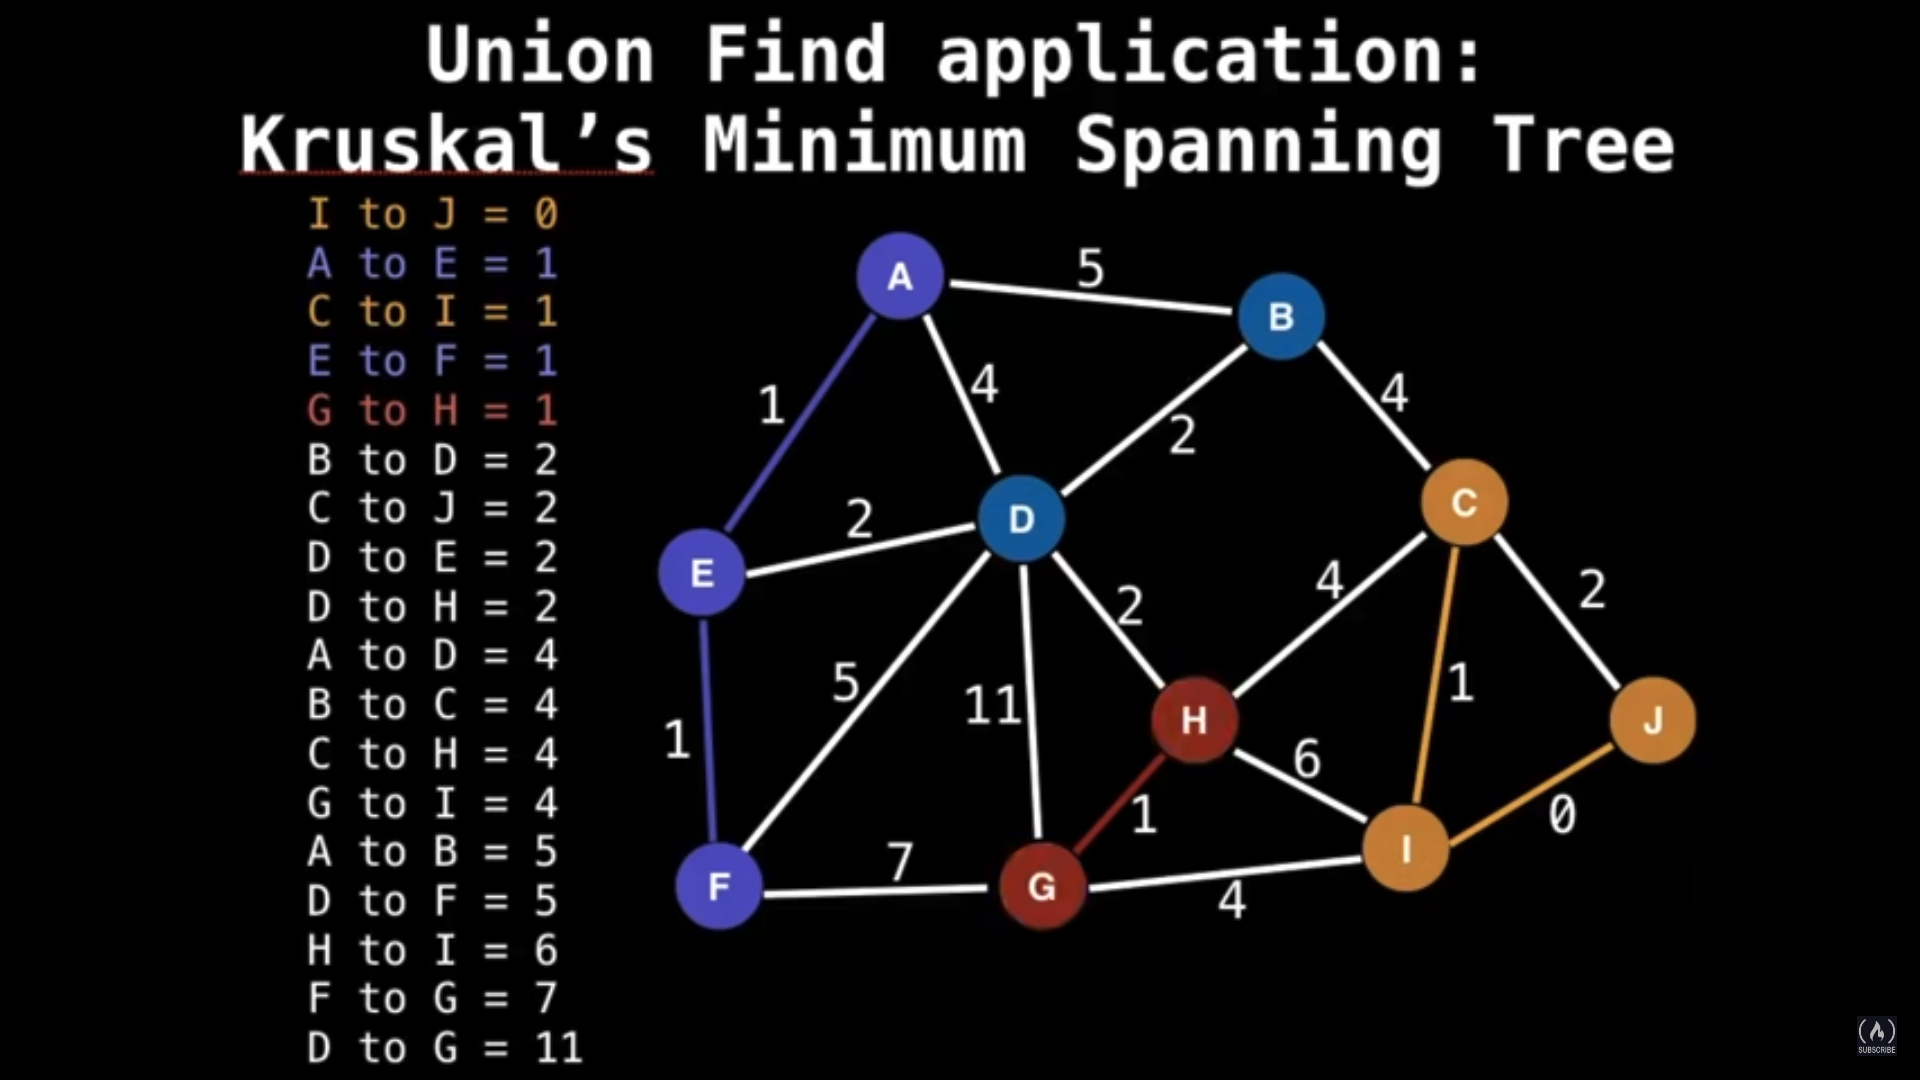 Union Find application:
Kruskal’s Minimum Spanning Tree
I to J = 0
A to E = 1
C to I = 1
E to F = 1
G to H = 1
B to D = 2
C to J = 2
D to E = 2
D to H = 2
A to D = 4
B to C = 4
C to H = 4
G to I = 4
A to B = 5
D to F = 5
H to I = 6
F to G = 7
D to G = 11
A
5
B
1
4
2
4
C
E
2
D
5
11
2
4
1
2
1
H
J
6
1
0
F
7
G
4
I
SUBSCRIBE